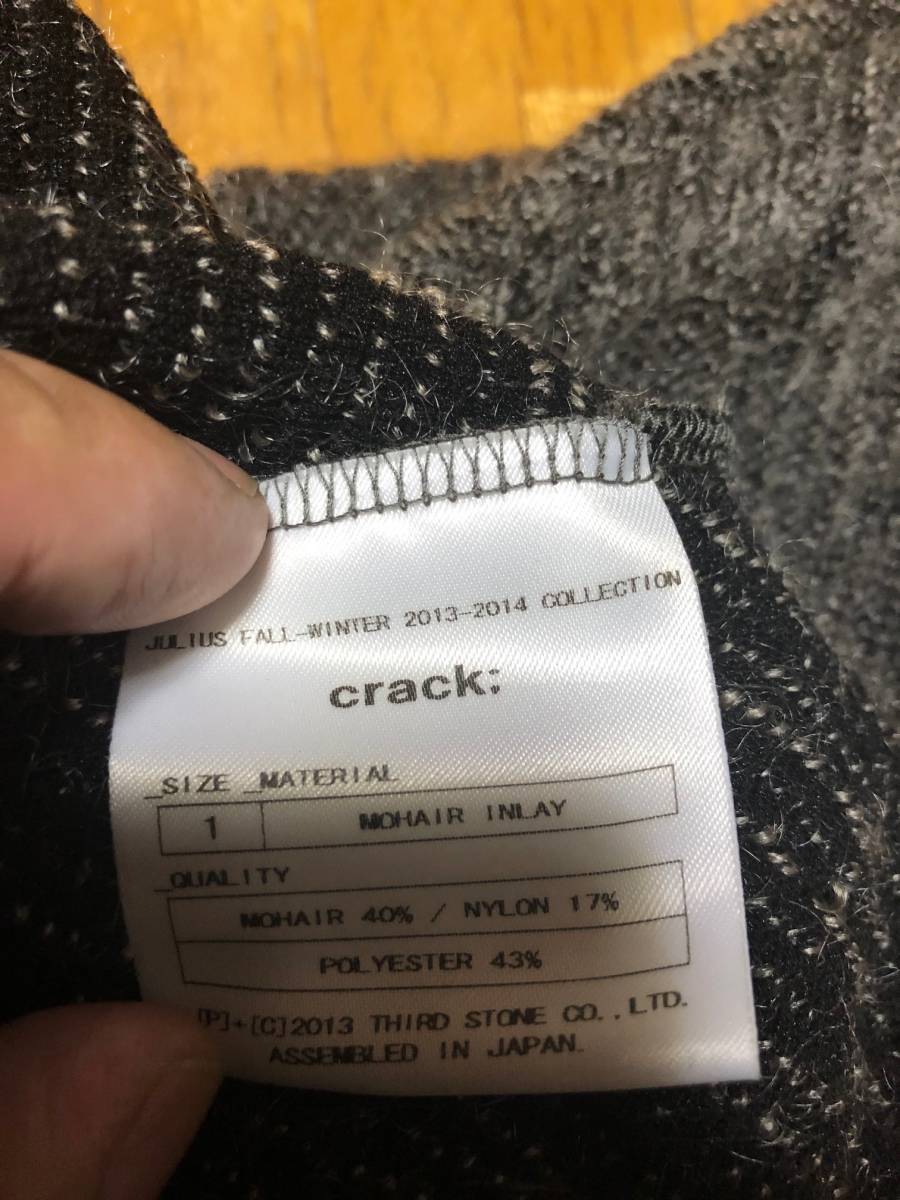 JULIUS FALL-WINTER 2013-2014 COLLECTION
crack;
_SIZE _MATERIAL
1 MOHAIR INLAY
_QUALITY
MOHAIR 40% / NYLON 17%
POLYESTER 43%
[P]+[C]2013 THIRD STONE CO.,LTD.
ASSEMBLED IN JAPAN.